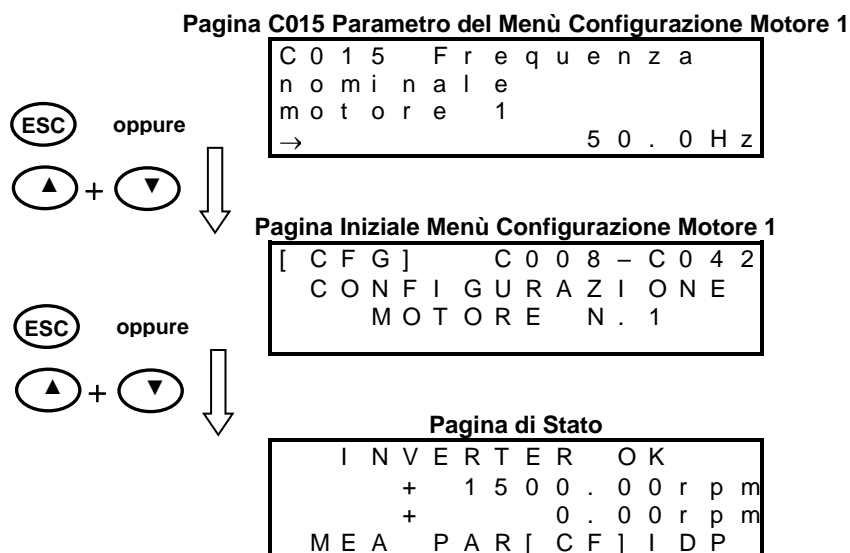 Pagina C015 Parametro del Menù Configurazione Motore 1
C015 Frequenza
nominale
motore 1
→ 50.0Hz
ESC oppure
▲ + ▼
Pagina Iniziale Menù Configurazione Motore 1
[CFG] C008–C042
CONFIGURAZIONE
MOTORE N.1
ESC oppure
▲ + ▼
Pagina di Stato
INVERTER OK
+ 1500.00rpm
+ 0.00rpm
MEA PAR[CF]IDP